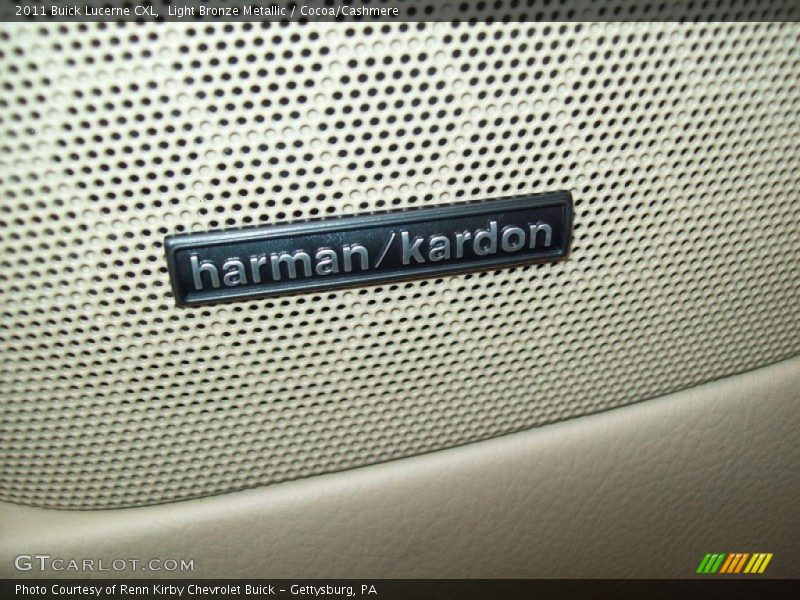 2011 Buick Lucerne CXL,  Light Bronze Metallic / Cocoa/Cashmere
harman/kardon
GTCARLOT.COM
Photo Courtesy of Renn Kirby Chevrolet Buick - Gettysburg, PA